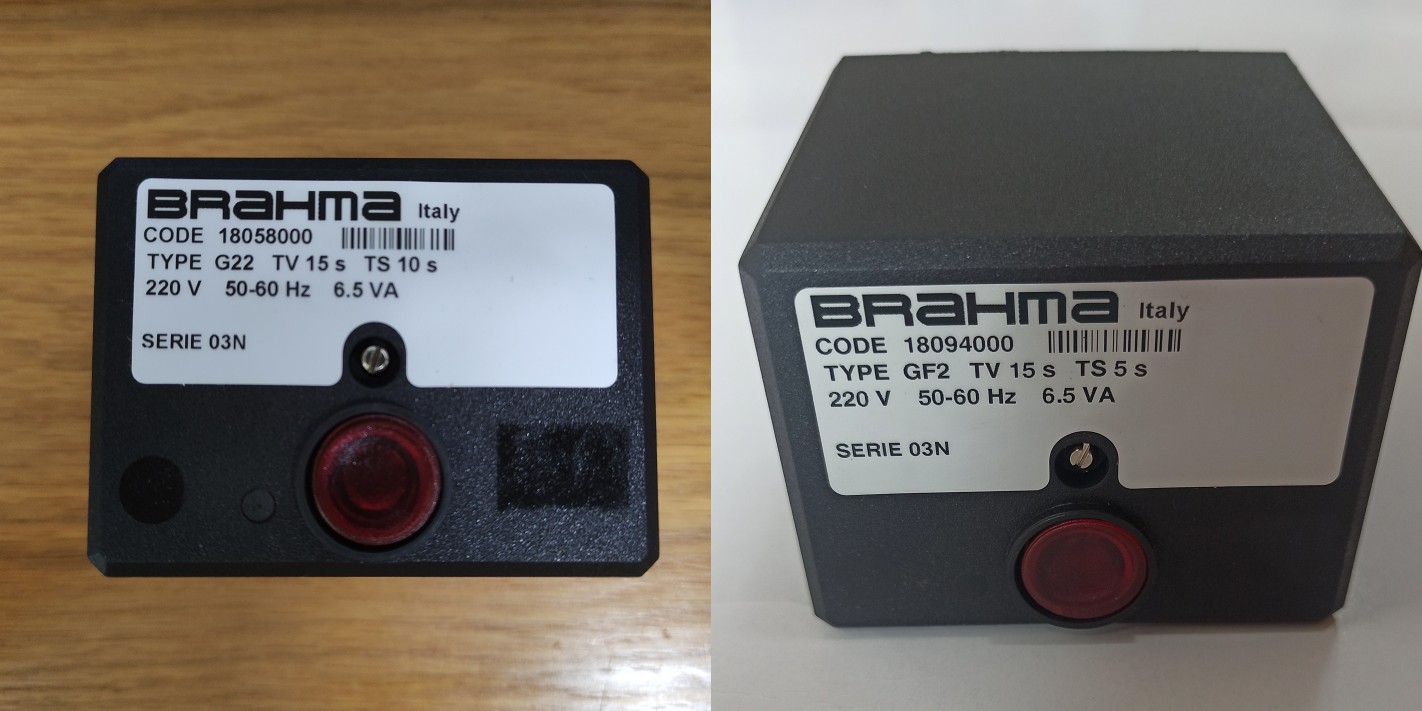 BRAHMA Italy
CODE 18058000
TYPE G22 TV 15 s TS 10 s
220 V 50-60 Hz 6.5 VA
SERIE 03N
BRAHMA Italy
CODE 18094000
TYPE GF2 TV 15 s TS 5 s
220 V 50-60 Hz 6.5 VA
SERIE 03N